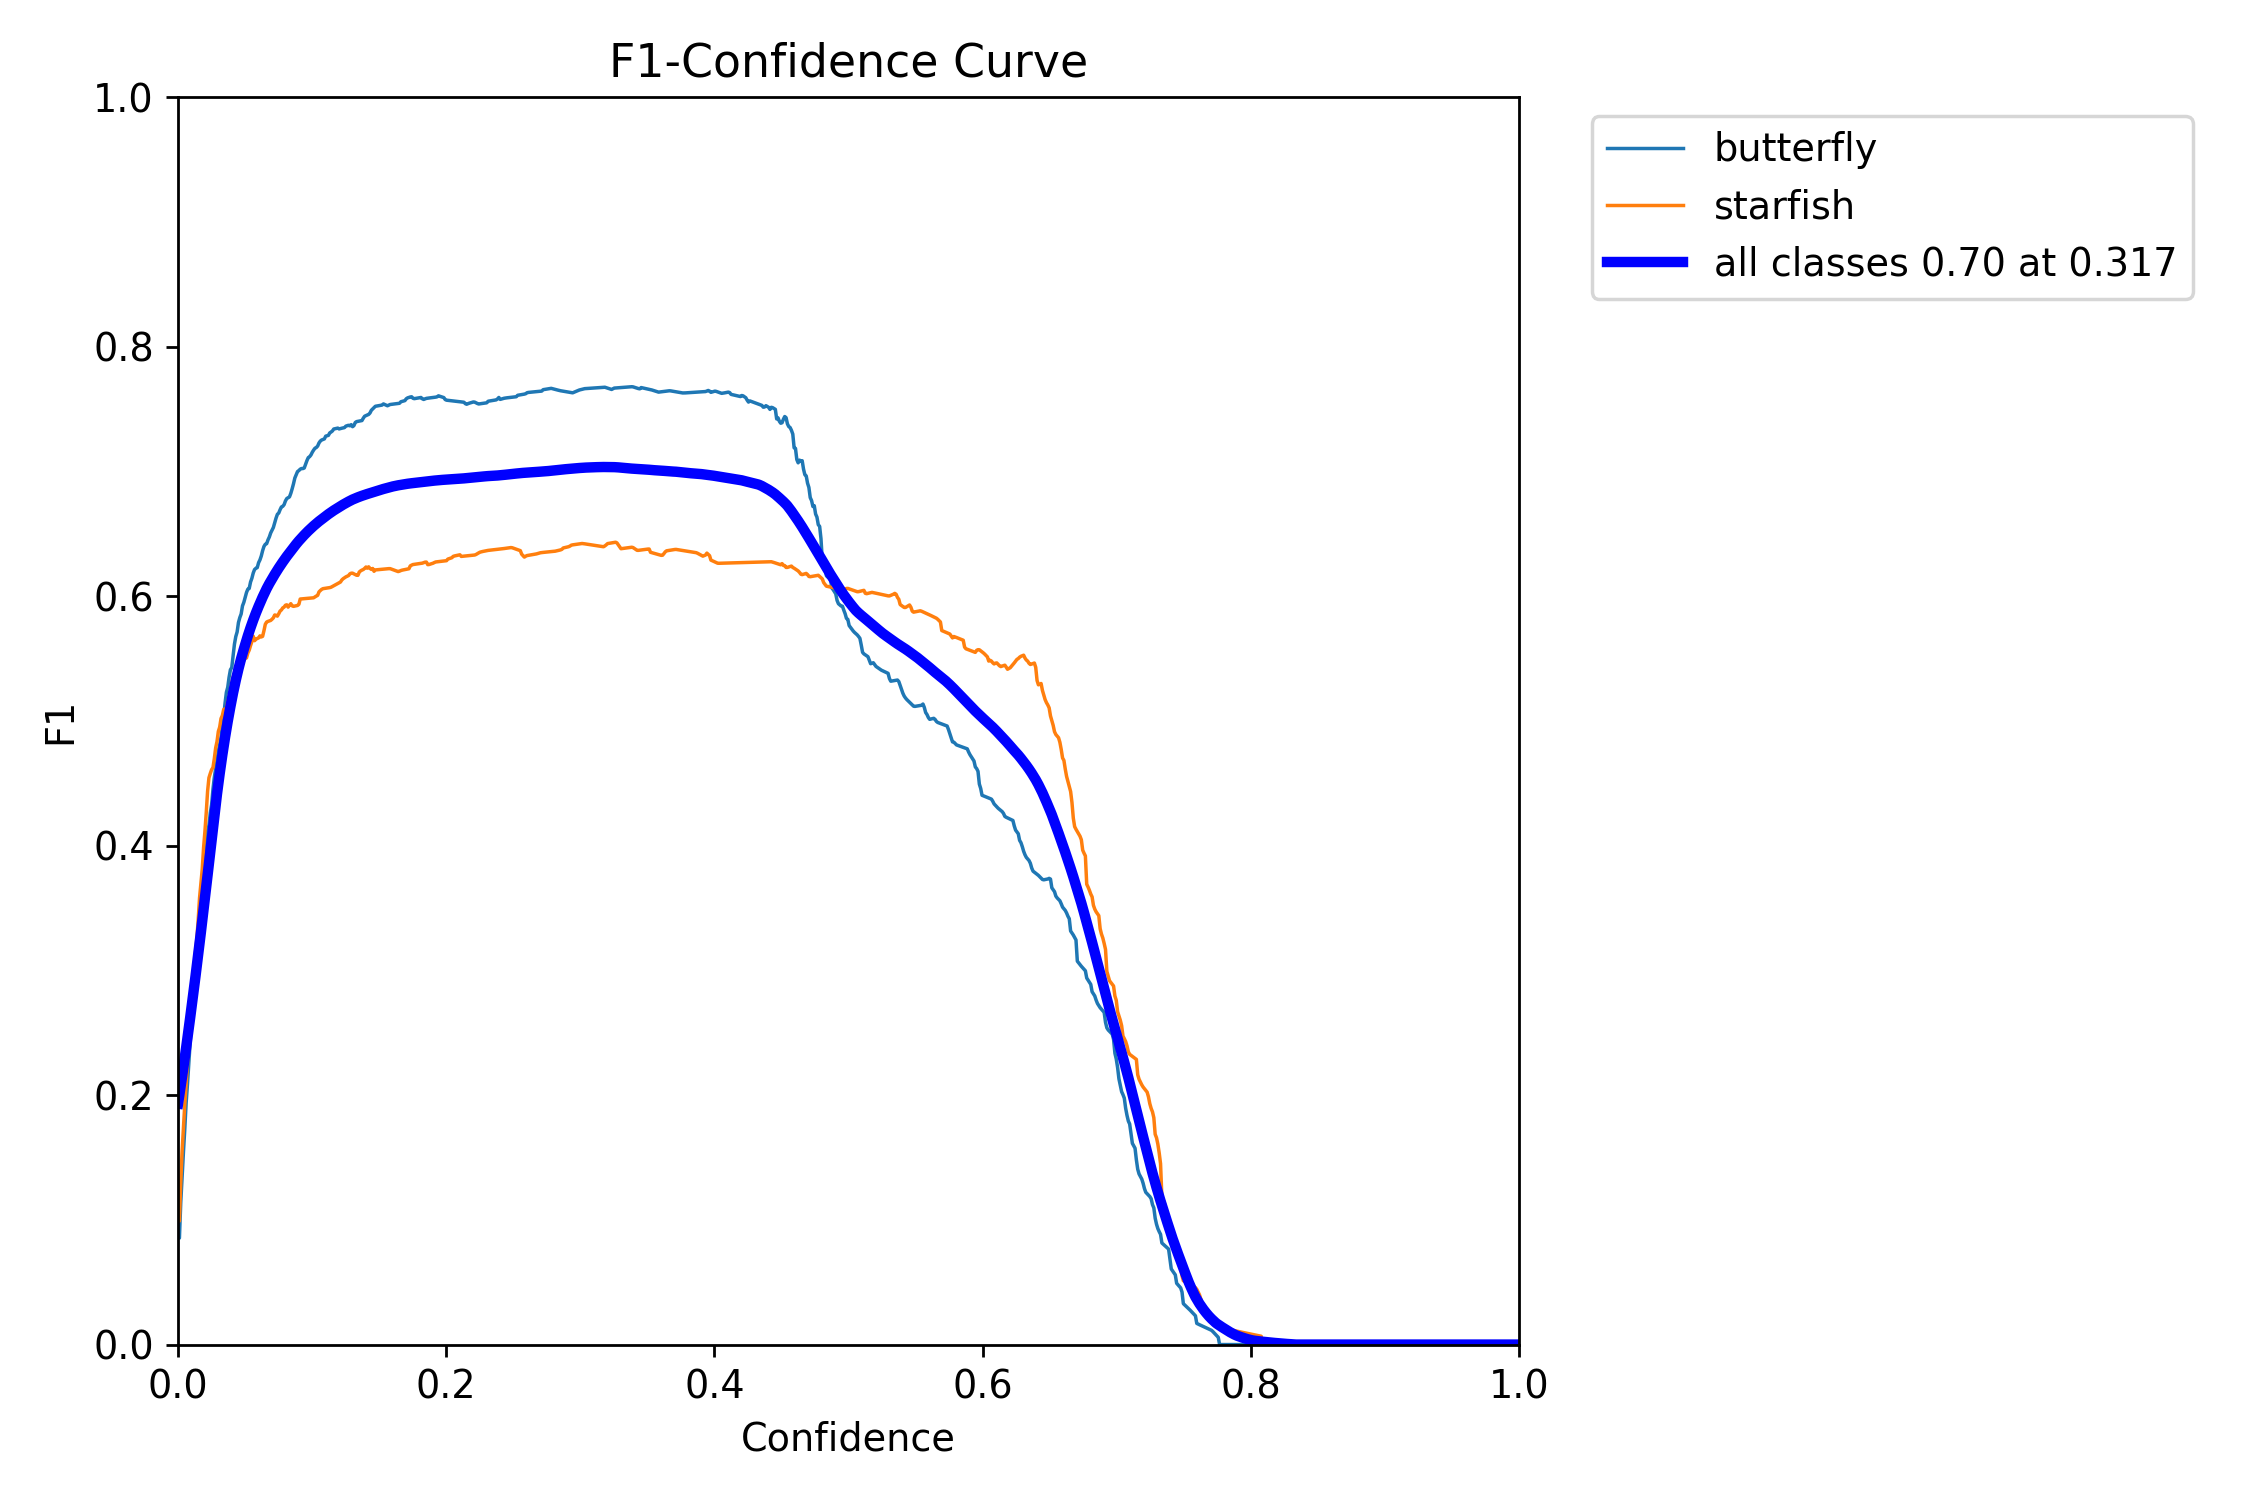 F1-Confidence Curve
1.0
0.8
0.6
0.4
0.2
0.0
F1
0.0 0.2 0.4 0.6 0.8 1.0
Confidence
butterfly
starfish
all classes 0.70 at 0.317